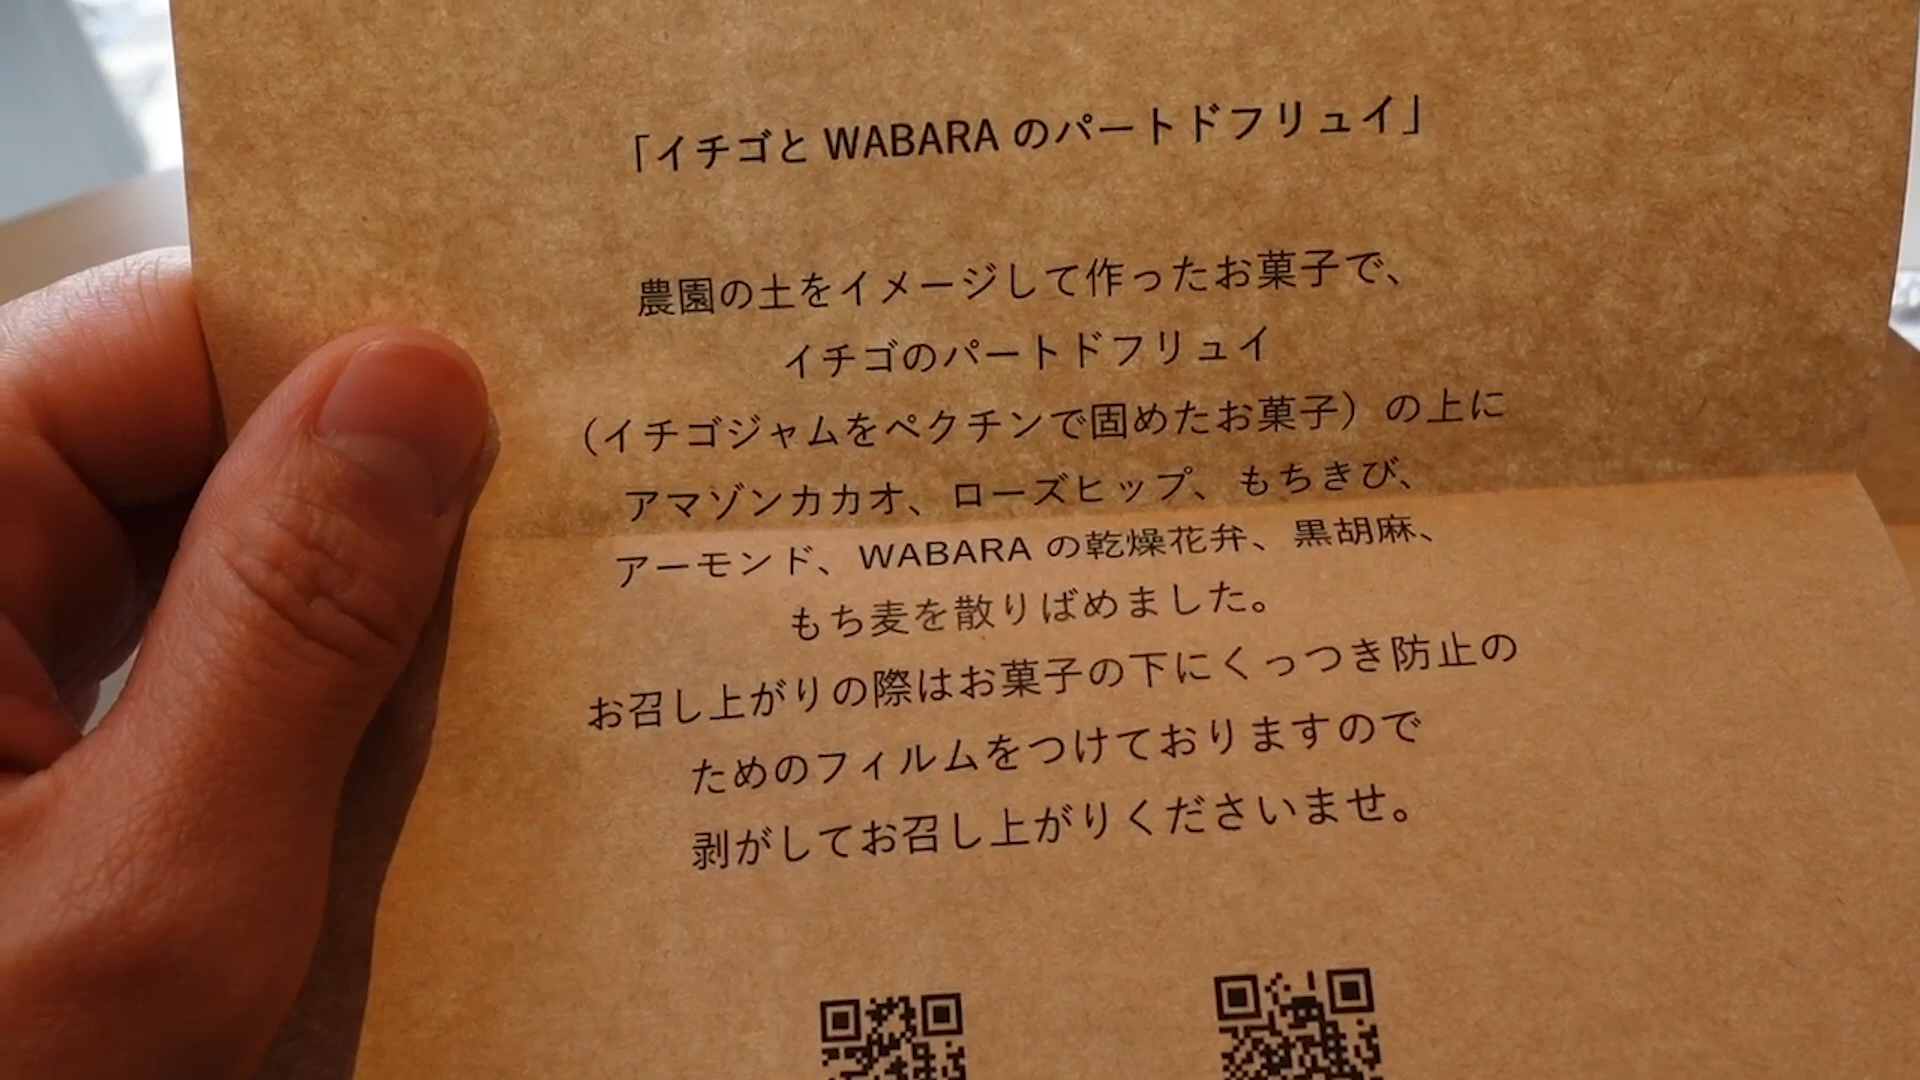 「イチゴと WABARA のパートドフリュイ」
農園の土をイメージして作ったお菓子で、
イチゴのパートドフリュイ
（イチゴジャムをペクチンで固めたお菓子）の上に
アマゾンカカオ、ローズヒップ、もちきび、
アーモンド、WABARA の乾燥花弁、黒胡麻、
もち麦を散りばめました。
お召し上がりの際はお菓子の下にくっつき防止の
ためのフィルムをつけておりますので
剥がしてお召し上がりくださいませ。